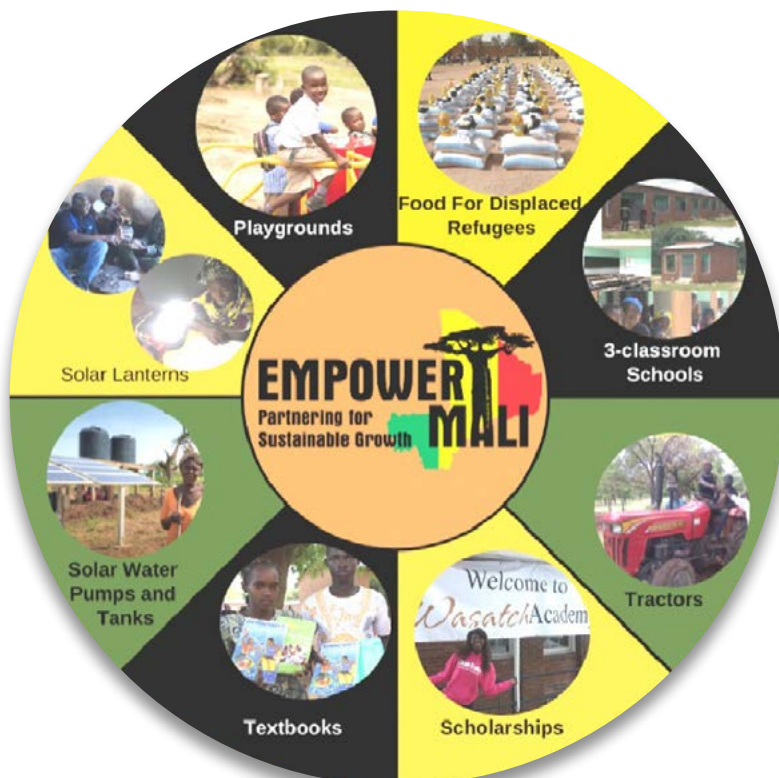 Playgrounds
Food For Displaced
Refugees
3-classroom
Schools
Tractors
Welcome to
Wasatch Academ
Scholarships
Textbooks
Solar Water
Pumps and
Tanks
Solar Lanterns
EMPOWER
Partnering for
Sustainable Growth
MALI